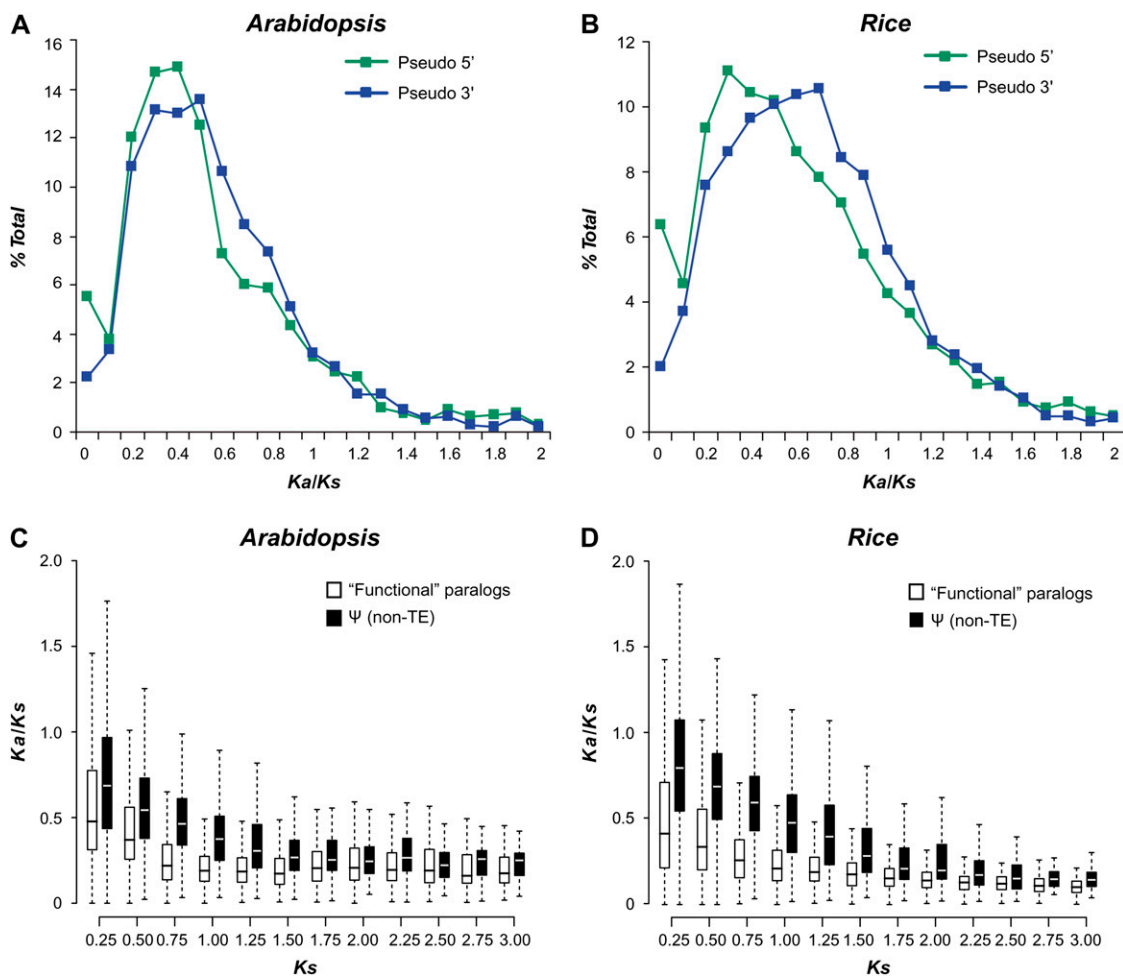 A
Arabidopsis
% Total
16
14
12
10
8
6
4
2
0
Pseudo 5’
Pseudo 3'
0 0.2 0.4 0.6 0.8 1 1.2 1.4 1.6 1.8 2
Ka/Ks
B
Rice
% Total
12
10
8
6
4
2
0
Pseudo 5’
Pseudo 3'
0 0.2 0.4 0.6 0.8 1 1.2 1.4 1.6 1.8 2
Ka/Ks
C
Arabidopsis
Ka/Ks
2.0
1.5
1.0
0.5
0
“Functional” paralogs
Ψ (non-TE)
0.25 0.50 0.75 1.00 1.25 1.50 1.75 2.00 2.25 2.50 2.75 3.00
Ks
D
Rice
Ka/Ks
2.0
1.5
1.0
0.5
0
“Functional” paralogs
Ψ (non-TE)
0.25 0.50 0.75 1.00 1.25 1.50 1.75 2.00 2.25 2.50 2.75 3.00
Ks